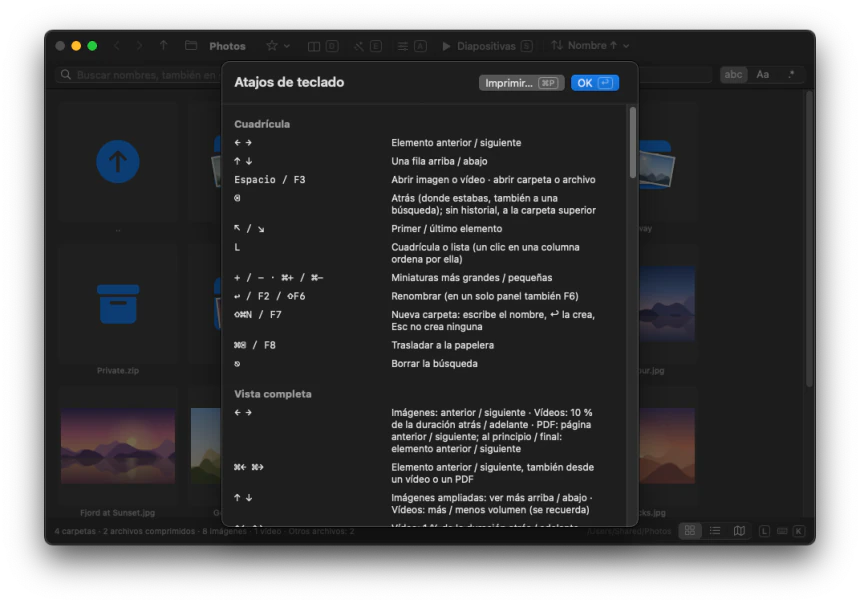 Photos
D
E
A
Diapositivas S
Nombre ↑
Buscar nombres, también en
abc Aa .*
Atajos de teclado
Imprimir... ⌘P
OK ↩
Cuadrícula
← → Elemento anterior / siguiente
↑ ↓ Una fila arriba / abajo
Espacio / F3 Abrir imagen o vídeo · abrir carpeta o archivo
⌫ Atrás (donde estabas, también a una
búsqueda); sin historial, a la carpeta superior
↖ / ↘ Primer / último elemento
L Cuadrícula o lista (un clic en una columna
ordena por ella)
+ / − · ⌘+ / ⌘− Miniaturas más grandes / pequeñas
↩ / F2 / ⇧F6 Renombrar (en un solo panel también F6)
⇧⌘N / F7 Nueva carpeta: escribe el nombre, ↩ la crea,
Esc no crea ninguna
⌘⌫ / F8 Trasladar a la papelera
⎋ Borrar la búsqueda
Vista completa
← → Imágenes: anterior / siguiente · Vídeos: 10 %
de la duración atrás / adelante · PDF: página
anterior / siguiente; al principio / final:
elemento anterior / siguiente
⌘← ⌘→ Elemento anterior / siguiente, también desde
un vídeo o un PDF
↑ ↓ Imágenes ampliadas: ver más arriba / abajo ·
Vídeos: más / menos volumen (se recuerda)
..
Private.zip
Fjord at Sunset.jpg
4 carpetas · 2 archivos comprimidos · 8 imágenes · 1 vídeo · Otros archivos: 2
/Users/Shared/Photos
L
K